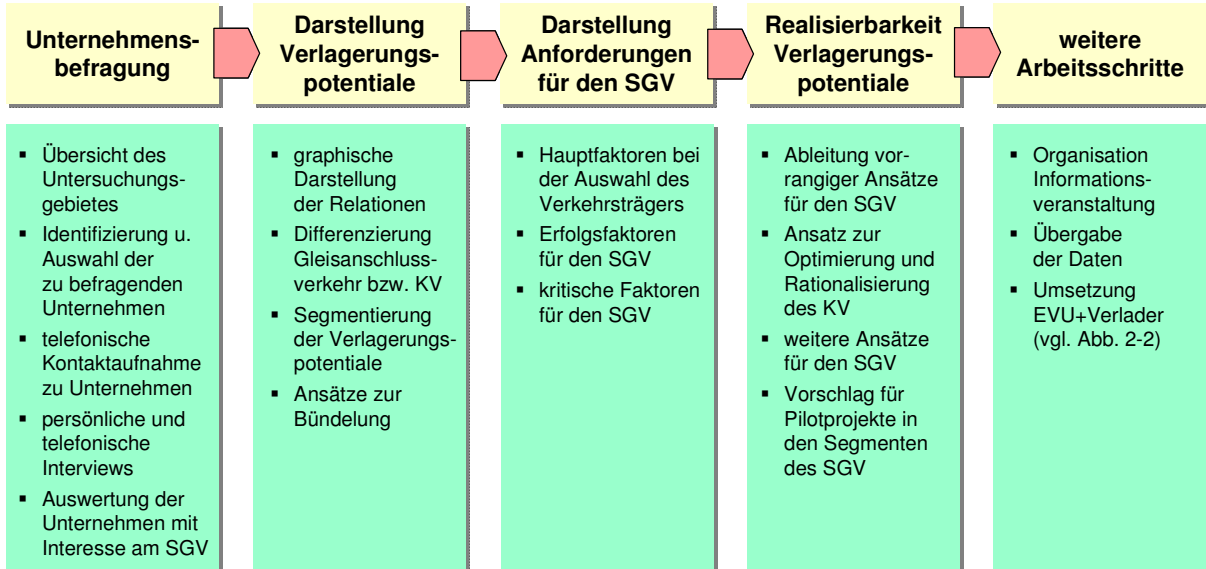 Unternehmens-
befragung
Darstellung
Verlagerungs-
potentiale
Darstellung
Anforderungen
für den SGV
Realisierbarkeit
Verlagerungs-
potentiale
weitere
Arbeitsschritte
▪ Übersicht des
Untersuchungs-
gebietes
▪ Identifizierung u.
Auswahl der
zu befragenden
Unternehmen
▪ telefonische
Kontaktaufnahme
zu Unternehmen
▪ persönliche und
telefonische
Interviews
▪ Auswertung der
Unternehmen mit
Interesse am SGV
▪ graphische
Darstellung
der Relationen
▪ Differenzierung
Gleisanschluss-
verkehr bzw. KV
▪ Segmentierung
der Verlagerungs-
potentiale
▪ Ansätze zur
Bündelung
▪ Hauptfaktoren bei
der Auswahl des
Verkehrsträgers
▪ Erfolgsfaktoren
für den SGV
▪ kritische Faktoren
für den SGV
▪ Ableitung vor-
rangiger Ansätze
für den SGV
▪ Ansatz zur
Optimierung und
Rationalisierung
des KV
▪ weitere Ansätze
für den SGV
▪ Vorschlag für
Pilotprojekte in
den Segmenten
des SGV
▪ Organisation
Informations-
veranstaltung
▪ Übergabe
der Daten
▪ Umsetzung
EVU+Verlader
(vgl. Abb. 2-2)